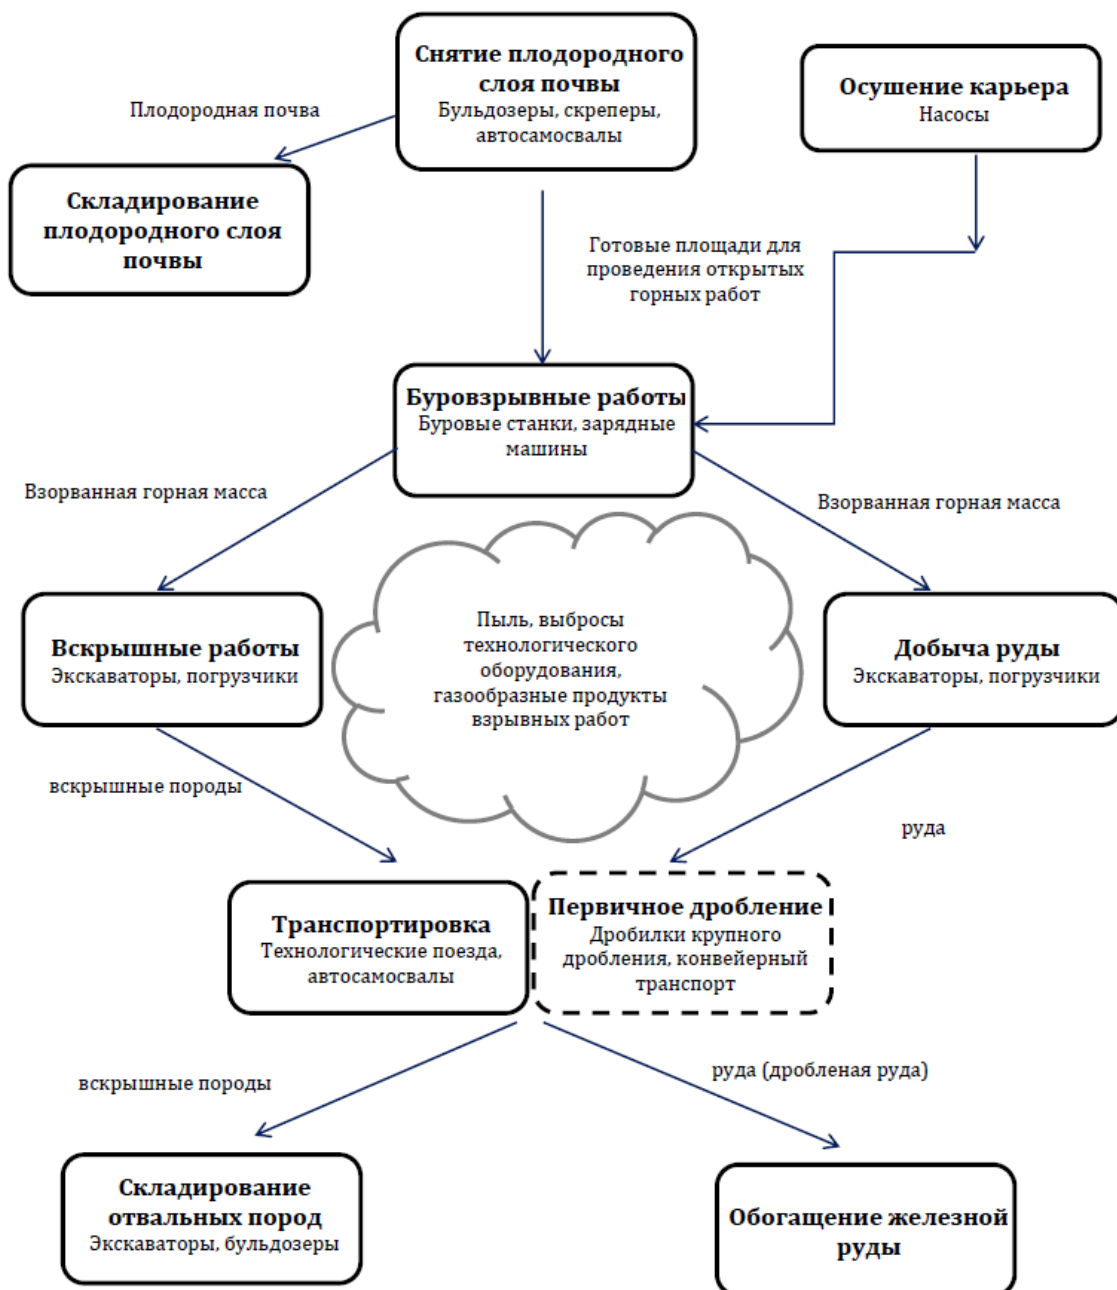 Снятие плодородного
слоя почвы
Бульдозеры, скреперы,
автосамосвалы
Осушение карьера
Насосы
Плодородная почва
Складирование
плодородного слоя
почвы
Готовые площади для
проведения открытых
горных работ
Буровзрывные работы
Буровые станки, зарядные
машины
Взорванная горная масса
Взорванная горная масса
Вскрышные работы
Экскаваторы, погрузчики
Пыль, выбросы
технологического
оборудования,
газообразные продукты
взрывных работ
Добыча руды
Экскаваторы, погрузчики
вскрышные породы
руда
Транспортировка
Технологические поезда,
автосамосвалы
Первичное дробление
Дробилки крупного
дробления, конвейерный
транспорт
вскрышные породы
руда (дробленая руда)
Складирование
отвальных пород
Экскаваторы, бульдозеры
Обогащение железной
руды